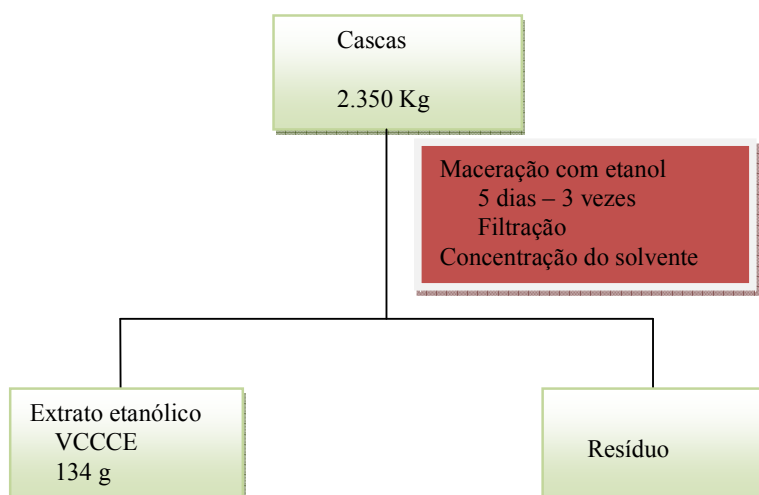 Cascas
2.350 Kg
Maceração com etanol
5 dias – 3 vezes
Filtração
Concentração do solvente
Extrato etanólico
VCCCE
134 g
Resíduo